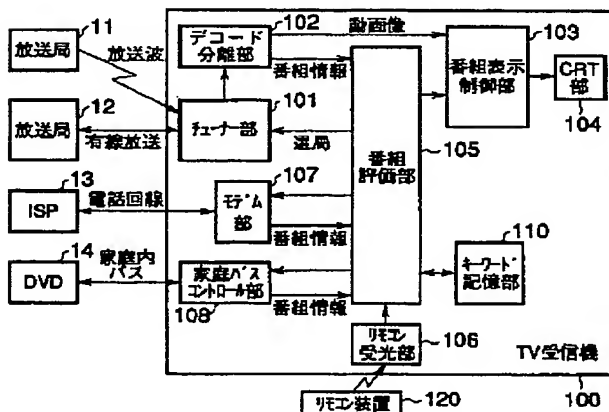 11
放送局
放送波
102
デコード
分離部
動画像
番組情報
103
番組表示
制御部
CRT
部
104
12
放送局
有線放送
101
チューナー部
選局
番組
評価部
105
13
ISP
電話回線
107
モデム
部
番組情報
14
DVD
家庭内
バス
家庭バス
コントロール部
108
番組情報
110
キーワード
記憶部
リモコン
受光部
106
TV受信機
100
リモコン装置
120